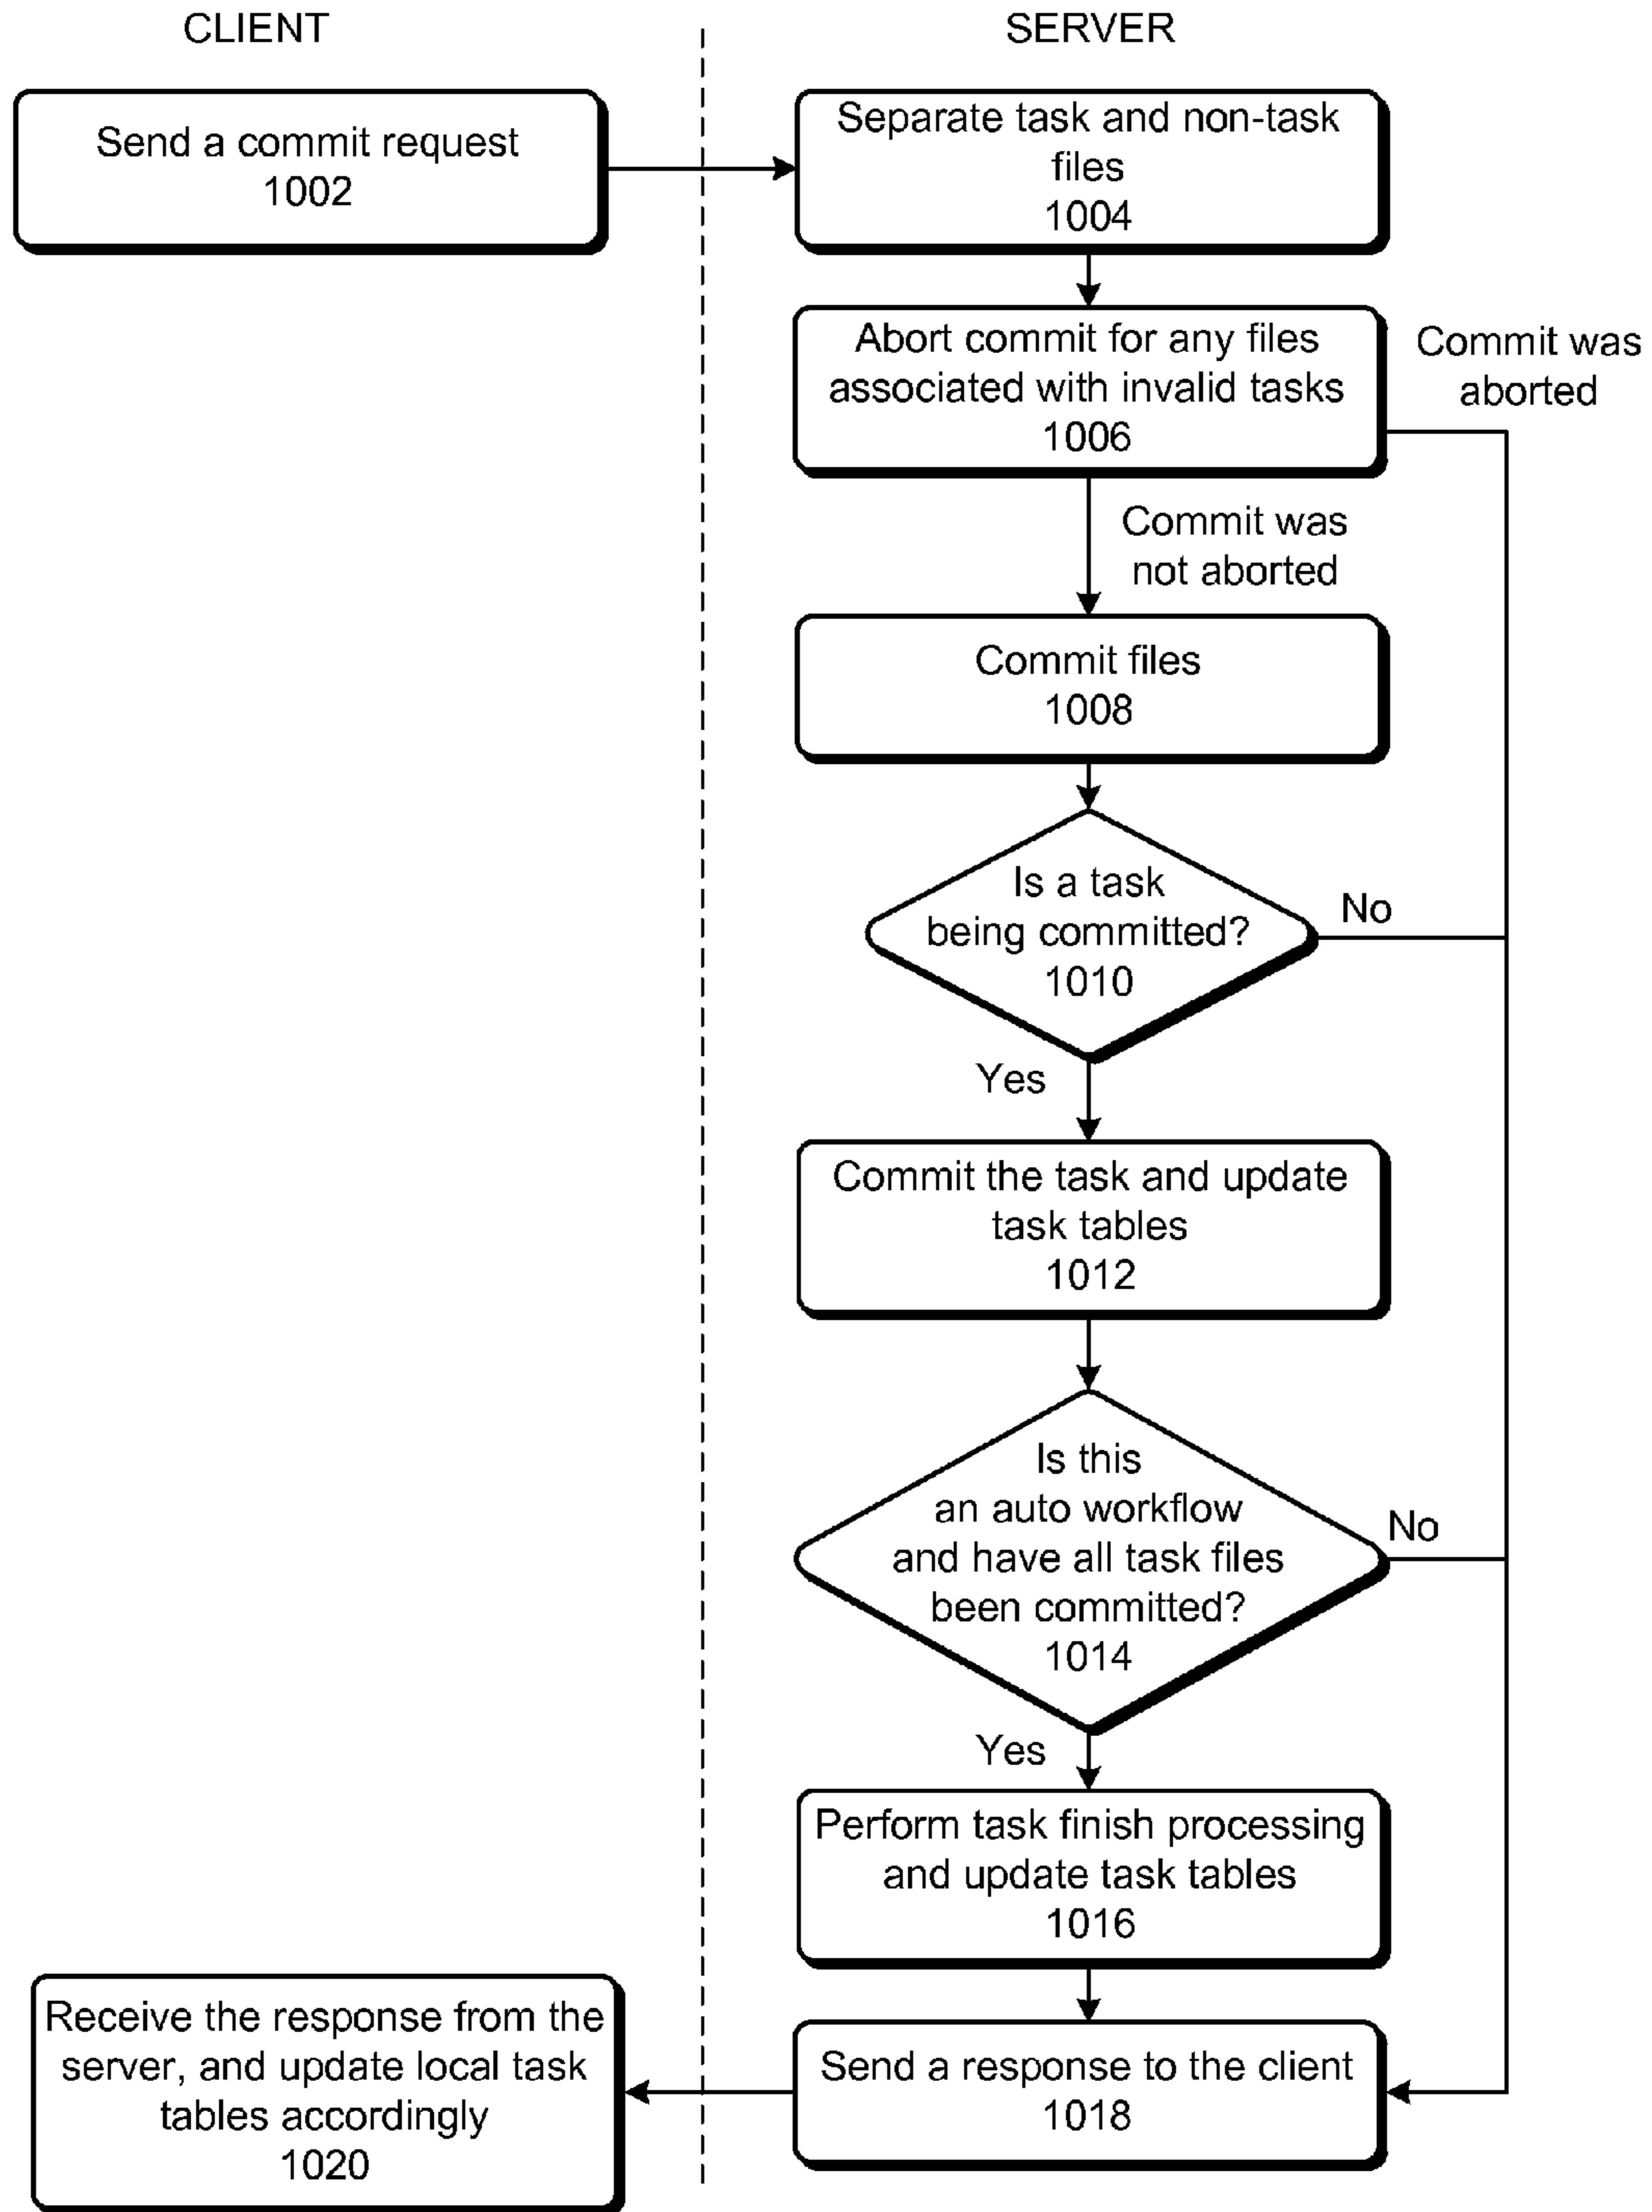 CLIENT
SERVER
Send a commit request
1002
Separate task and non-task
files
1004
Abort commit for any files
associated with invalid tasks
1006
Commit was
aborted
Commit was
not aborted
Commit files
1008
Is a task
being committed?
1010
No
Yes
Commit the task and update
task tables
1012
Is this
an auto workflow
and have all task files
been committed?
1014
No
Yes
Perform task finish processing
and update task tables
1016
Send a response to the client
1018
Receive the response from the
server, and update local task
tables accordingly
1020